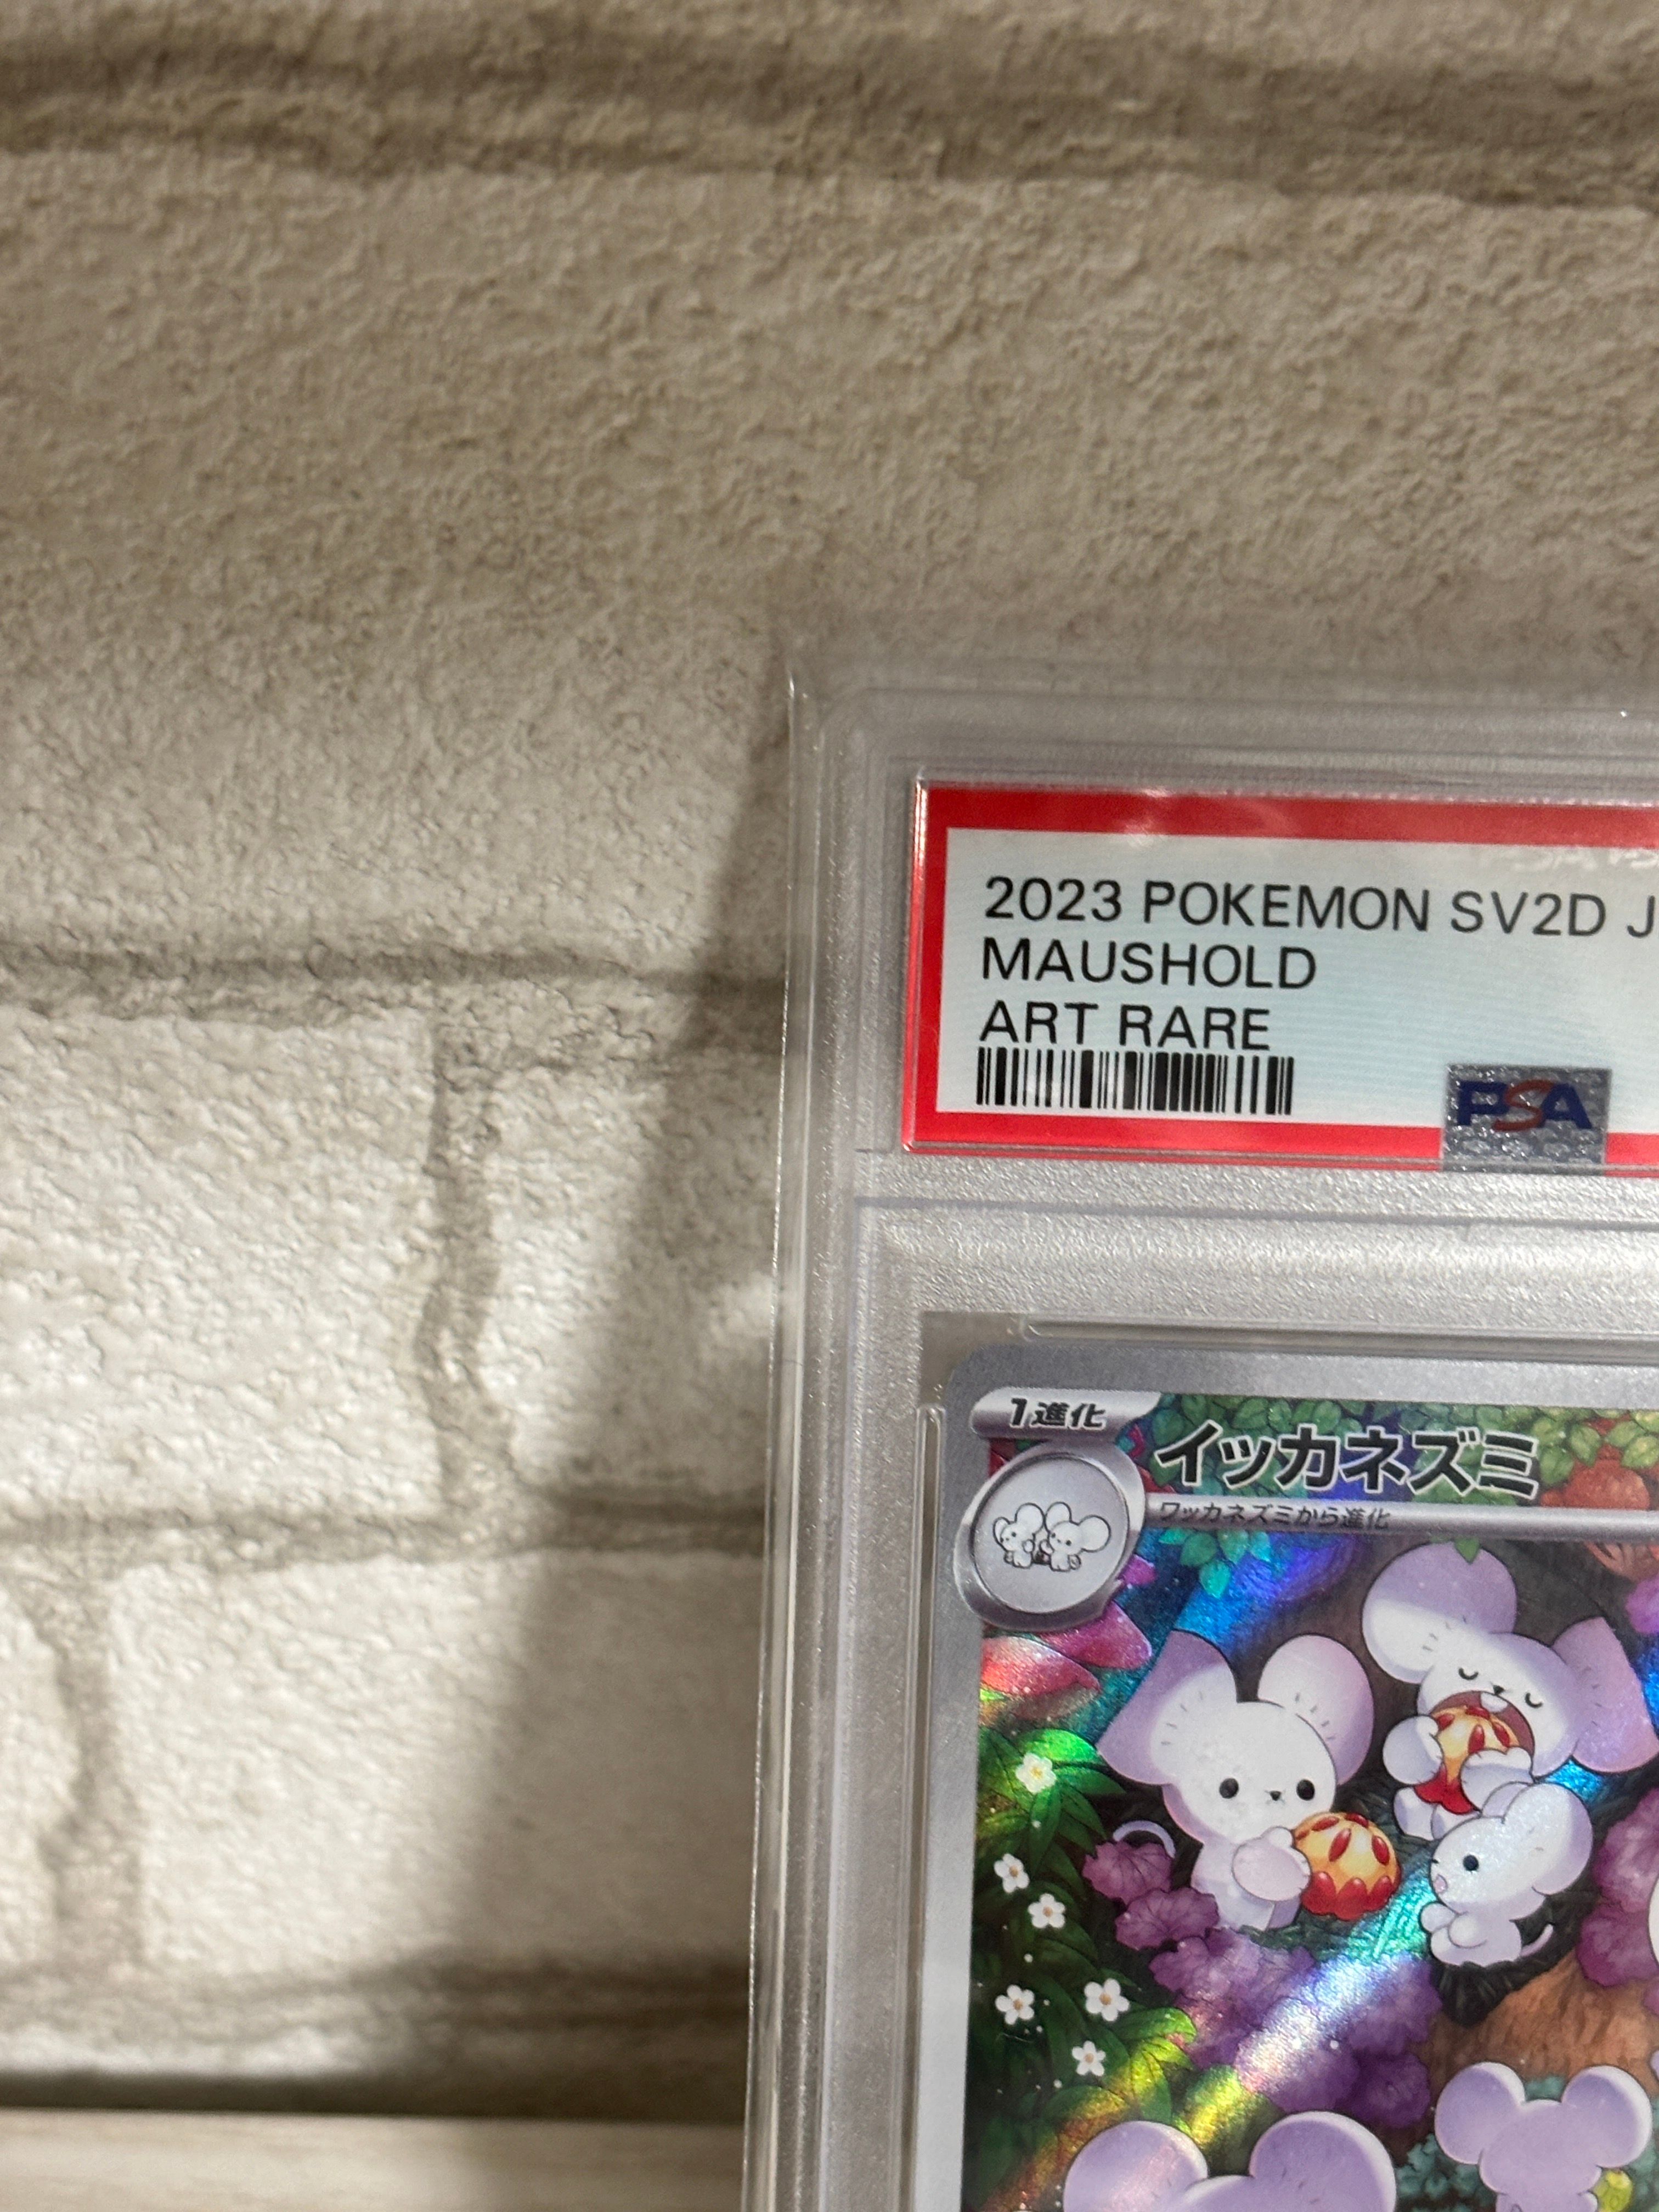 2023 POKEMON SV2D J
MAUSHOLD
ART RARE
PSA
1進化
イッカネズミ
ワッカネズミから進化